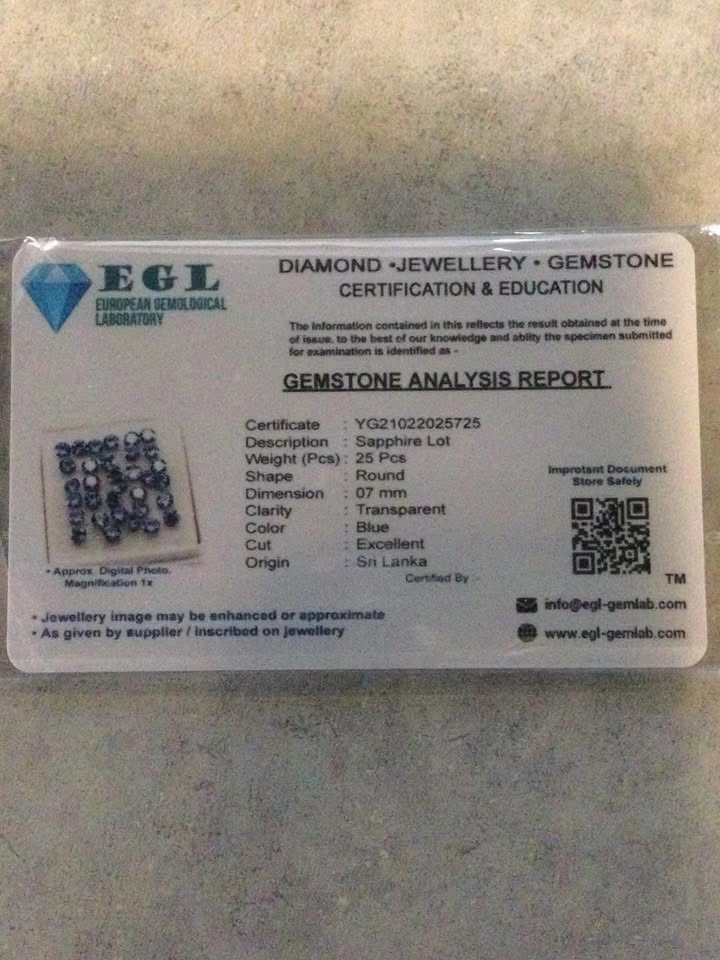 EGL
EUROPEAN GEMOLOGICAL
LABORATORY
DIAMOND •JEWELLERY • GEMSTONE
CERTIFICATION & EDUCATION
The Information contained in this reflects the result obtained at the time
of issue, to the best of our knowledge and ablity the specimen submitted
for examination is identified as -
GEMSTONE ANALYSIS REPORT
Certificate : YG21022025725
Description : Sapphire Lot
Weight (Pcs) : 25 Pcs
Shape : Round
Dimension : 07 mm
Clarity : Transparent
Color : Blue
Cut : Excellent
Origin : Sri Lanka
Certified By :-
• Approx. Digital Photo.
Magnification 1x
Improtant Document
Store Safely
TM
• Jewellery image may be enhanced or approximate
• As given by supplier / Inscribed on jewellery
info@egl-gemlab.com
www.egl-gemlab.com